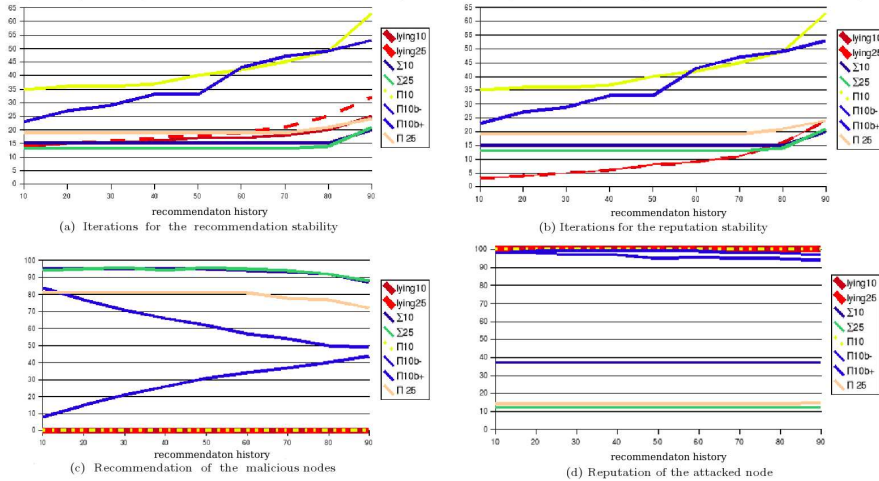 65
60
55
50
45
40
35
30
25
20
15
10
5
0
10 20 30 40 50 60 70 80 90
recommendaton history
lying10
lying25
Σ10
Σ25
Π10
Π10b-
Π10b+
Π 25
(a) Iterations for the recommendation stability
65
60
55
50
45
40
35
30
25
20
15
10
5
0
10 20 30 40 50 60 70 80 90
recommendaton history
lying10
lying25
Σ10
Σ25
Π10
Π10b-
Π10b+
Π 25
(b) Iterations for the reputation stability
100
90
80
70
60
50
40
30
20
10
0
10 20 30 40 50 60 70 80 90
recommendation history
lying10
lying25
Σ10
Σ25
Π10
Π10b-
Π10b+
Π 25
(c) Recommendation of the malicious nodes
100
90
80
70
60
50
40
30
20
10
0
10 20 30 40 50 60 70 80 90
recommendation history
lying10
lying25
Σ10
Σ25
Π10
Π10b-
Π10b+
Π 25
(d) Reputation of the attacked node